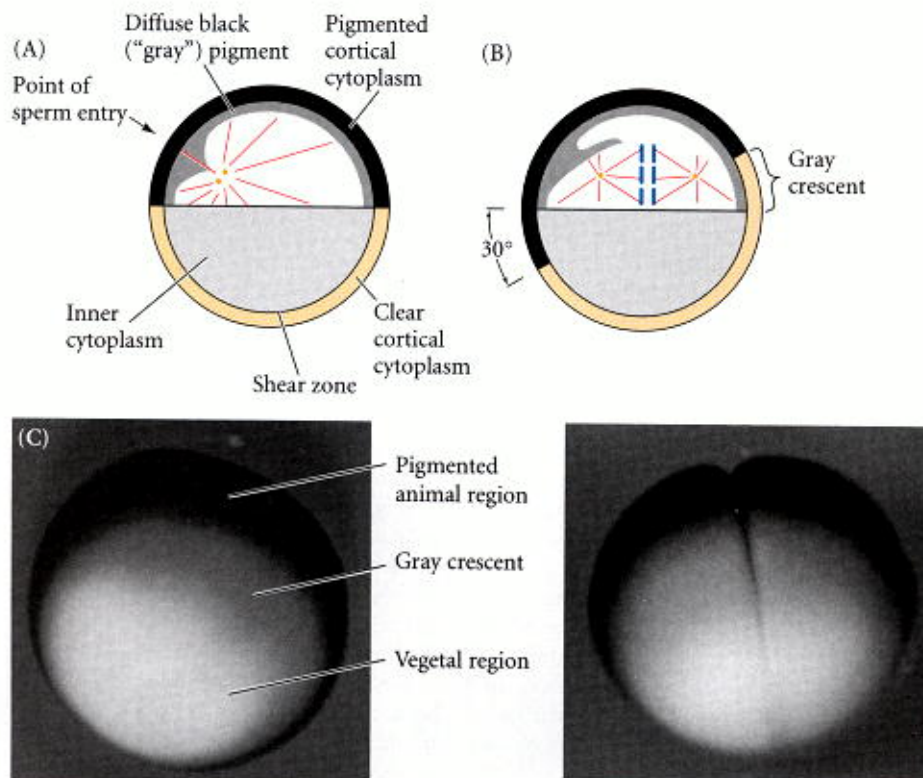 (A)
Diffuse black
(“gray”) pigment
Pigmented
cortical
cytoplasm
(B)
Point of
sperm entry
Gray
crescent
30°
Inner
cytoplasm
Clear
cortical
cytoplasm
Shear zone
(C)
Pigmented
animal region
Gray crescent
Vegetal region